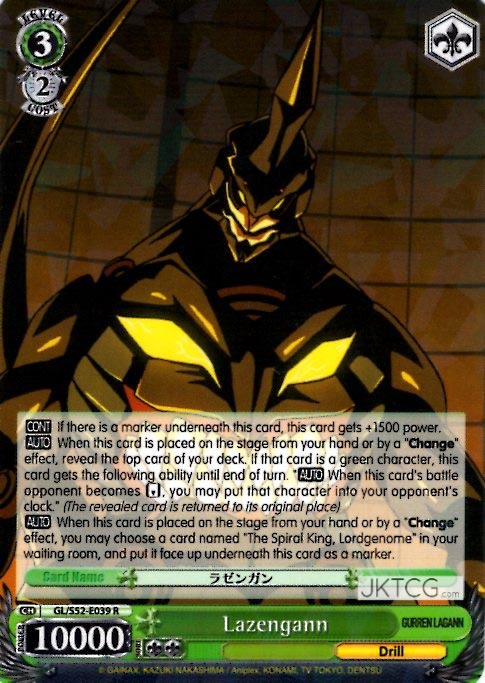 LEVEL
3
2
COST
CONT If there is a marker underneath this card, this card gets +1500 power.
AUTO When this card is placed on the stage from your hand or by a "Change"
effect, reveal the top card of your deck. If that card is a green character, this
card gets the following ability until end of turn. "AUTO When this card's battle
opponent becomes , you may put that character into your opponent's
clock." (The revealed card is returned to its original place)
AUTO When this card is placed on the stage from your hand or by a "Change"
effect, you may choose a card named "The Spiral King, Lordgenome" in your
waiting room, and put it face up underneath this card as a marker.
Card Name ラゼンガン
JKTCG.com
CH GL/S52-E039 R
POWER 10000 SOUL Lazengann GURREN LAGANN
Drill
© GAINAX, KAZUKI NAKASHIMA / Aniplex, KONAMI, TV TOKYO, DENTSU